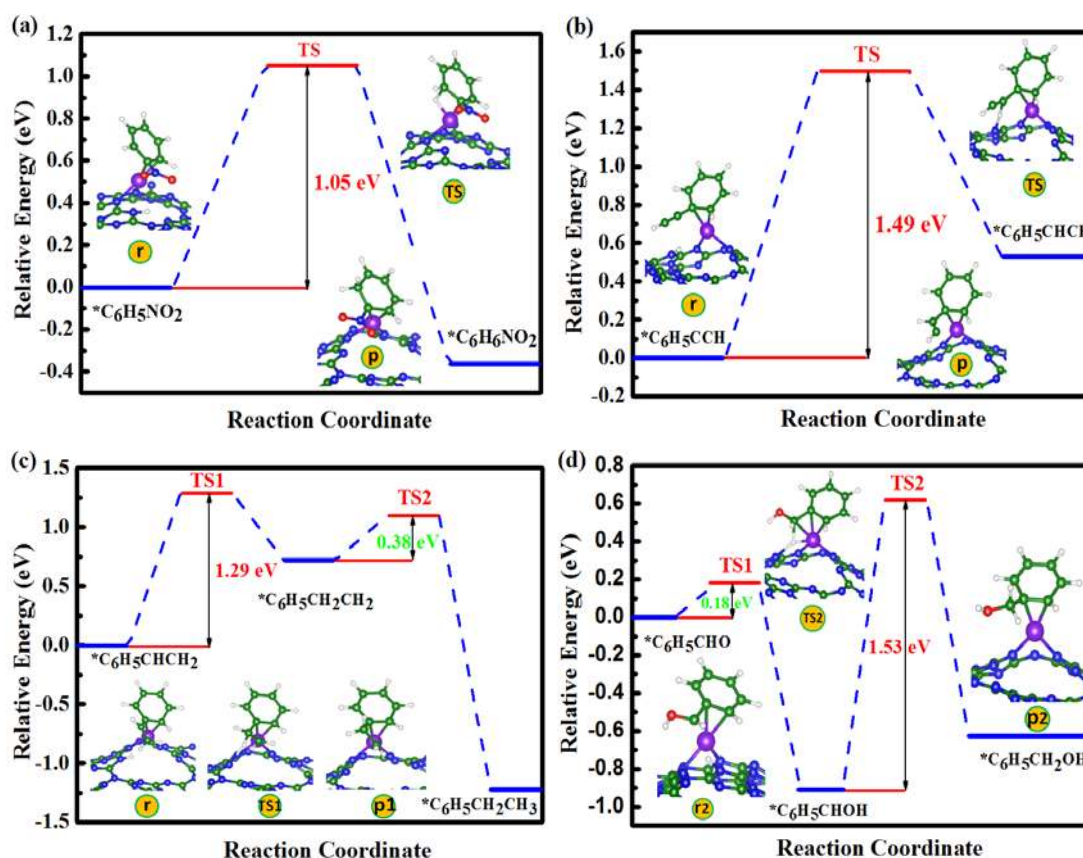 (a)
Relative Energy (eV)
1.2
1.0
0.8
0.6
0.4
0.2
0.0
-0.2
-0.4
TS
1.05 eV
r
TS
p
*C₆H₅NO₂
*C₆H₆NO₂
Reaction Coordinate
(b)
Relative Energy (eV)
1.6
1.4
1.2
1.0
0.8
0.6
0.4
0.2
0.0
-0.2
TS
1.49 eV
TS
r
p
*C₆H₅CCH
*C₆H₅CHCH
Reaction Coordinate
(c)
Relative Energy (eV)
1.5
1.0
0.5
0.0
-0.5
-1.0
-1.5
TS1
TS2
1.29 eV
0.38 eV
*C₆H₅CH₂CH₂
*C₆H₅CHCH₂
r
TS1
p1
*C₆H₅CH₂CH₃
Reaction Coordinate
(d)
Relative Energy (eV)
0.8
0.6
0.4
0.2
0.0
-0.2
-0.4
-0.6
-0.8
-1.0
TS2
TS1
0.18 eV
TS2
*C₆H₅CHO
1.53 eV
r2
p2
*C₆H₅CH₂OH
*C₆H₅CHOH
Reaction Coordinate